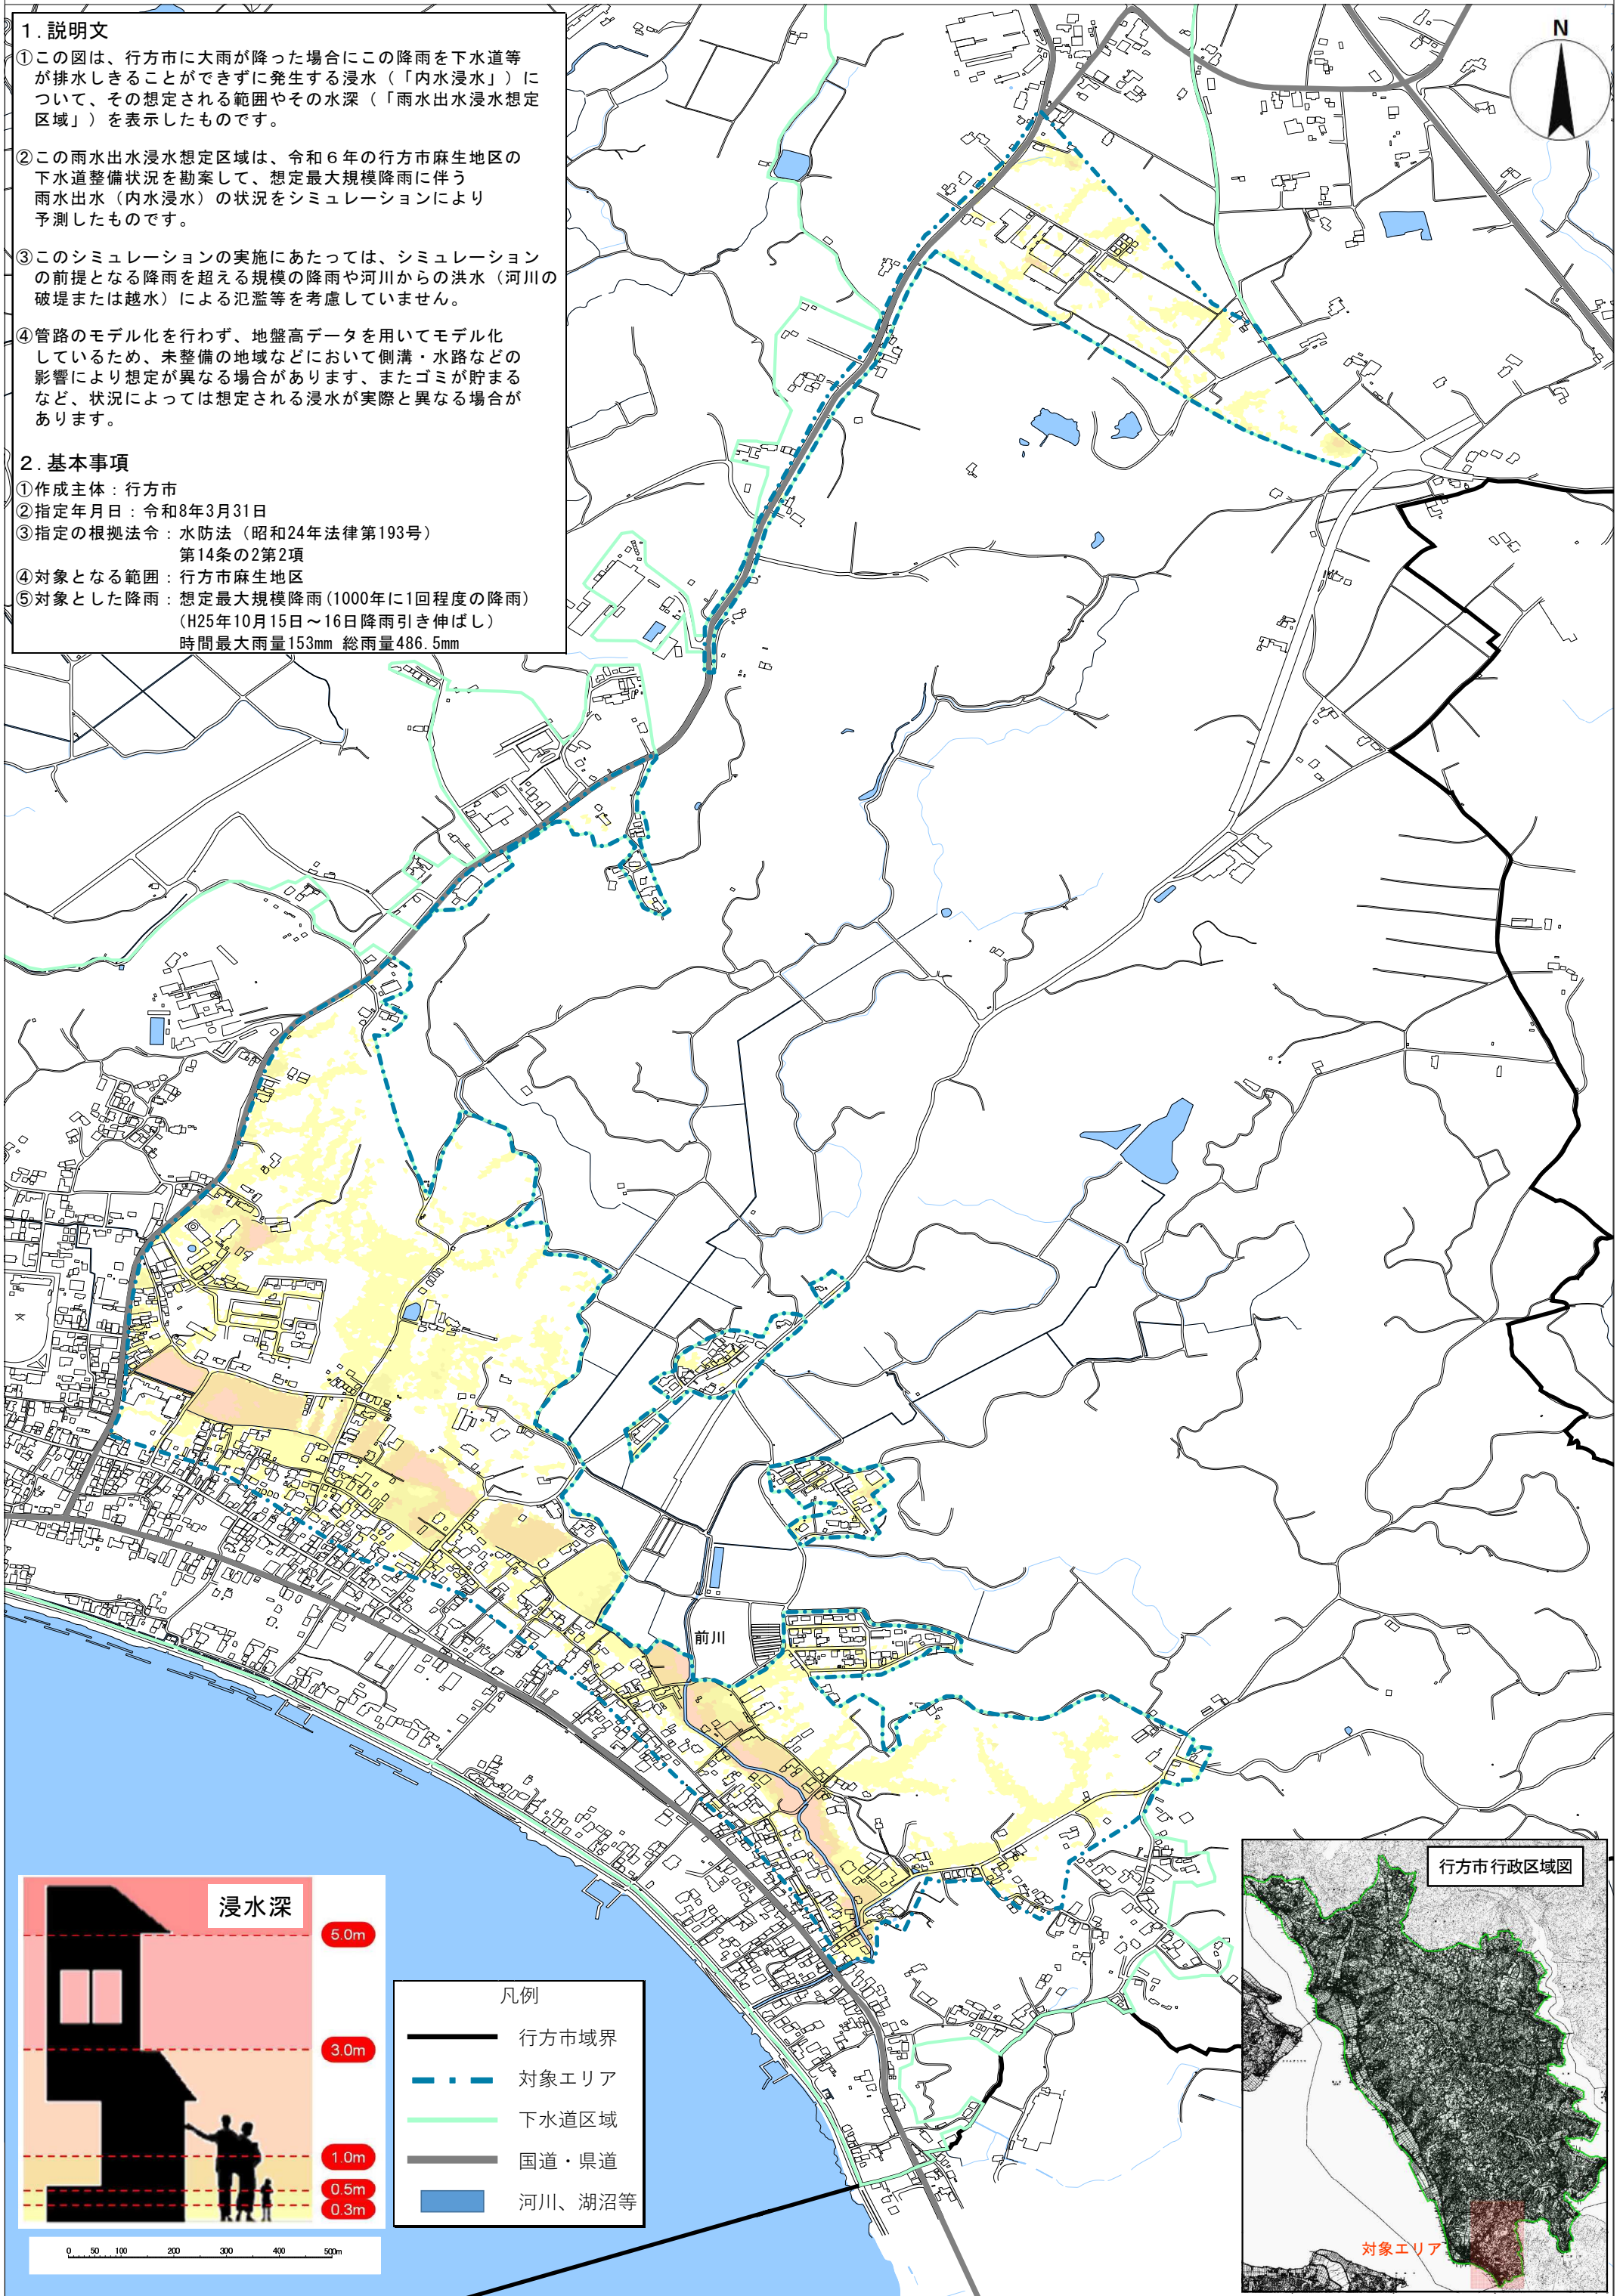 1．説明文
①この図は、行方市に大雨が降った場合にこの降雨を下水道等
が排水しきることができずに発生する浸水（「内水浸水」）に
ついて、その想定される範囲やその水深（「雨水出水浸水想定
区域」）を表示したものです。
②この雨水出水浸水想定区域は、令和６年の行方市麻生地区の
下水道整備状況を勘案して、想定最大規模降雨に伴う
雨水出水（内水浸水）の状況をシミュレーションにより
予測したものです。
③このシミュレーションの実施にあたっては、シミュレーション
の前提となる降雨を超える規模の降雨や河川からの洪水（河川の
破堤または越水）による氾濫等を考慮していません。
④管路のモデル化を行わず、地盤高データを用いてモデル化
しているため、未整備の地域などにおいて側溝・水路などの
影響により想定が異なる場合があります、またゴミが貯まる
など、状況によっては想定される浸水が実際と異なる場合が
あります。
2．基本事項
①作成主体：行方市
②指定年月日：令和8年3月31日
③指定の根拠法令：水防法（昭和24年法律第193号）
第14条の2第2項
④対象となる範囲：行方市麻生地区
⑤対象とした降雨：想定最大規模降雨(1000年に1回程度の降雨)
(H25年10月15日～16日降雨引き伸ばし)
時間最大雨量153mm 総雨量486.5mm
N
文
前川
浸水深
5.0m
3.0m
1.0m
0.5m
0.3m
0 50 100 200 300 400 500m
凡例
行方市域界
対象エリア
下水道区域
国道・県道
河川、湖沼等
行方市行政区域図
対象エリア